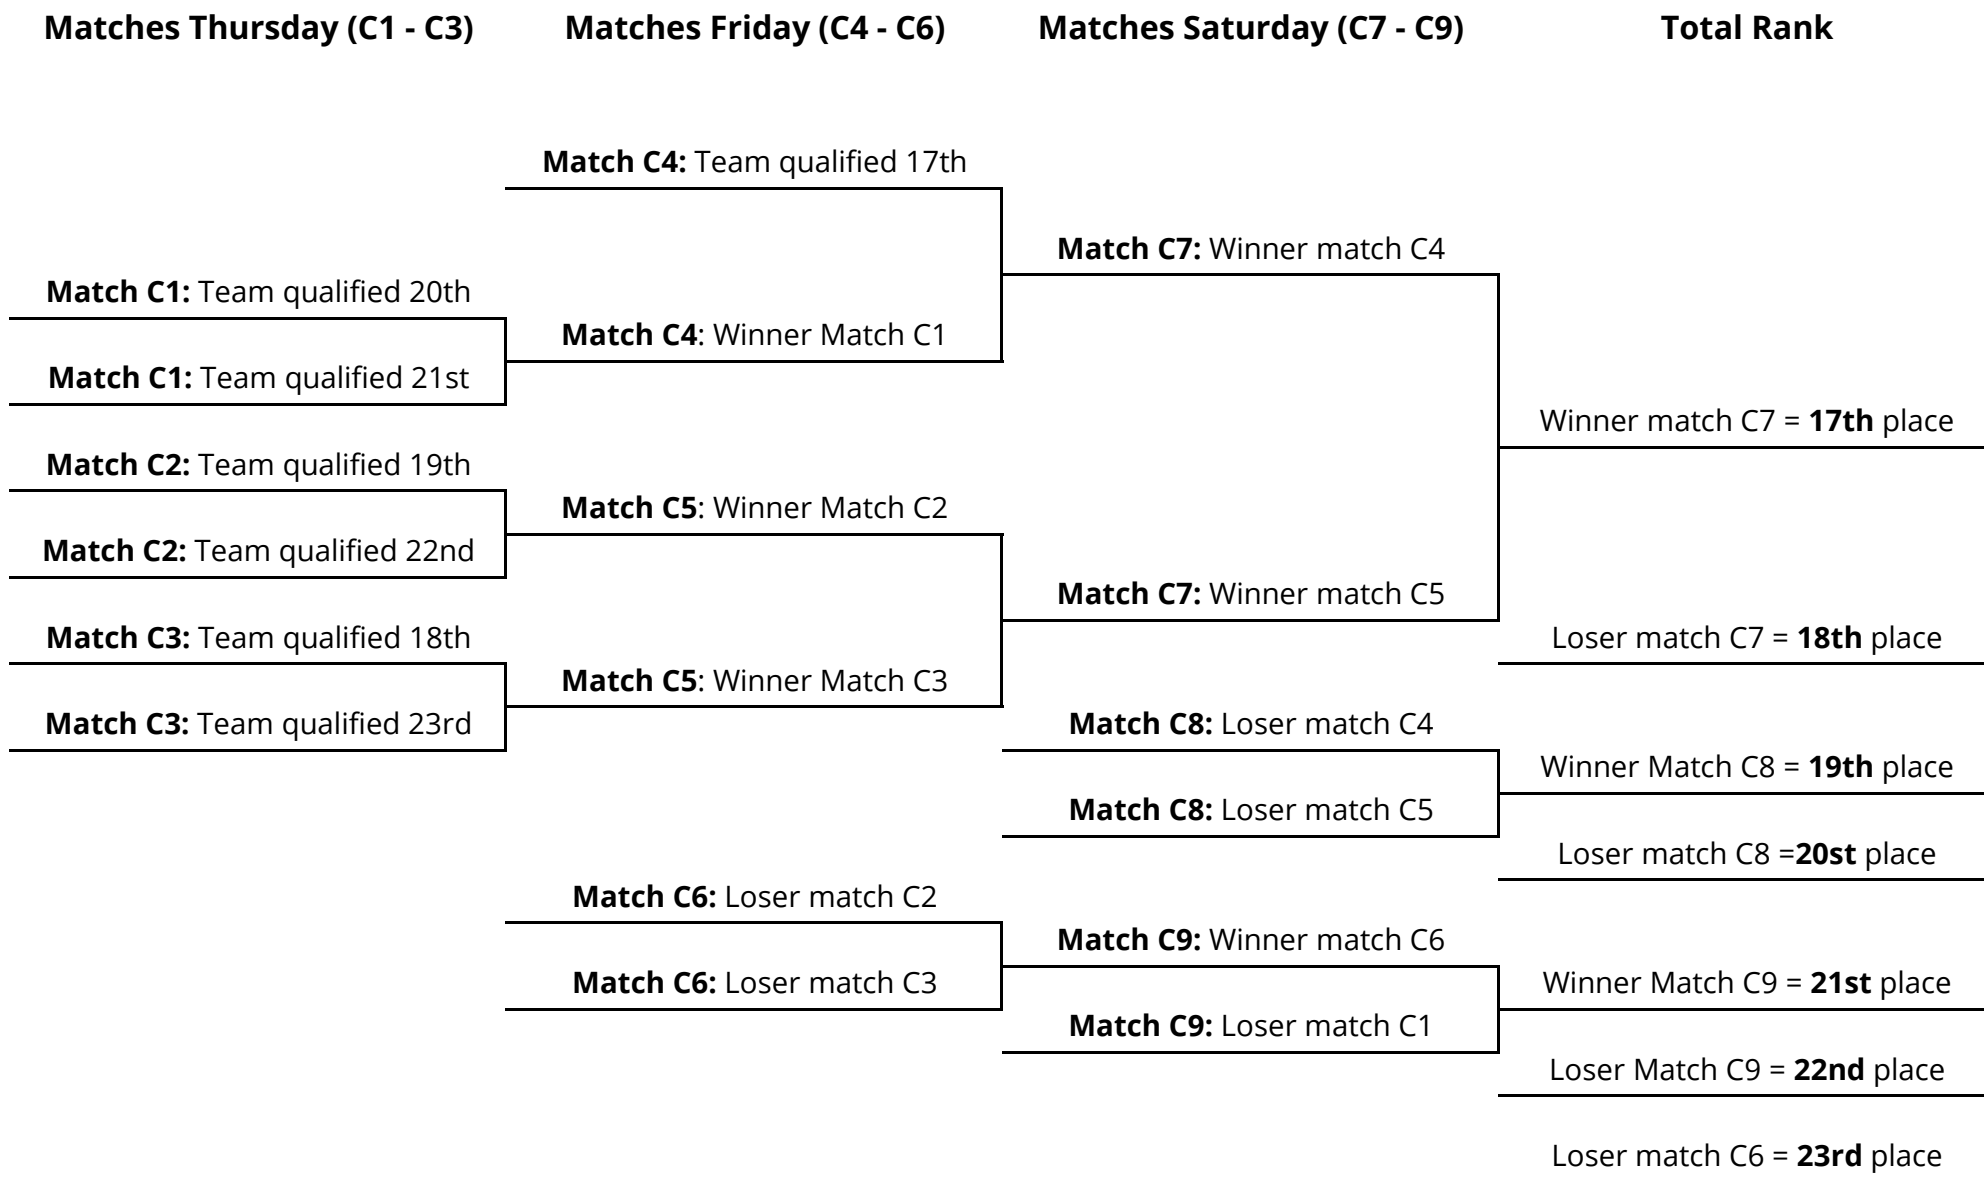 Matches Thursday (C1 - C3)
Matches Friday (C4 - C6)
Matches Saturday (C7 - C9)
Total Rank
Match C1: Team qualified 20th
Match C1: Team qualified 21st
Match C2: Team qualified 19th
Match C2: Team qualified 22nd
Match C3: Team qualified 18th
Match C3: Team qualified 23rd
Match C4: Team qualified 17th
Match C4: Winner Match C1
Match C5: Winner Match C2
Match C5: Winner Match C3
Match C6: Loser match C2
Match C6: Loser match C3
Match C7: Winner match C4
Match C7: Winner match C5
Match C8: Loser match C4
Match C8: Loser match C5
Match C9: Winner match C6
Match C9: Loser match C1
Winner match C7 = 17th place
Loser match C7 = 18th place
Winner Match C8 = 19th place
Loser match C8 =20st place
Winner Match C9 = 21st place
Loser Match C9 = 22nd place
Loser match C6 = 23rd place